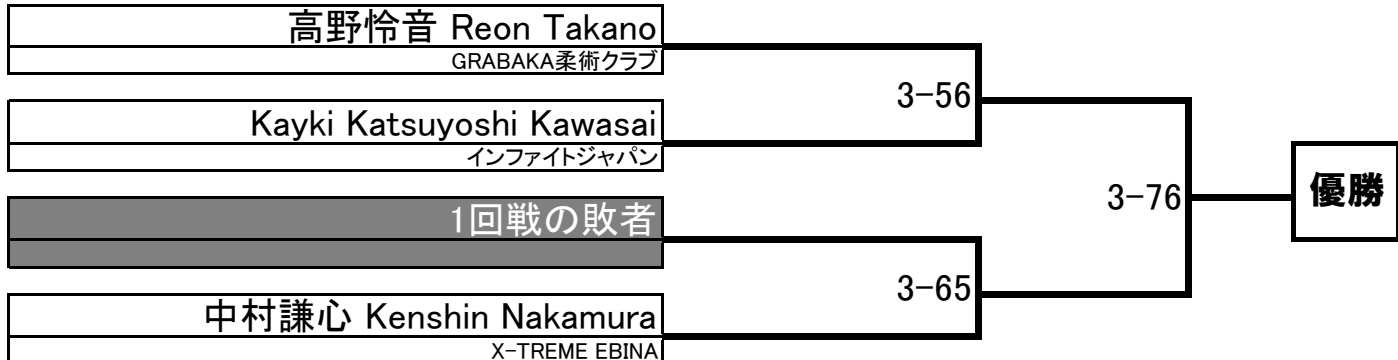 高野怜音 Reon Takano
GRABAKA柔術クラブ
3-56
Kayki Katsuyoshi Kawasai
インファイトジャパン
3-76
優勝
1回戦の敗者
3-65
中村謙心 Kenshin Nakamura
X-TREME EBINA